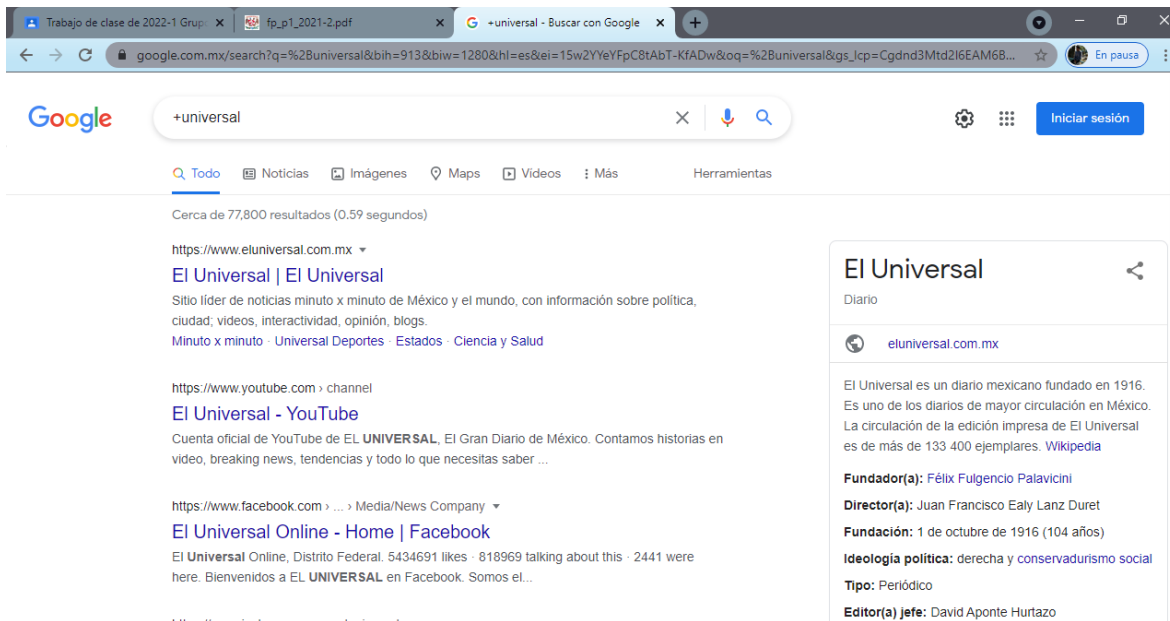 Trabajo de clase de 2022-1 Grup
fp_p1_2021-2.pdf
+universal - Buscar con Google
google.com.mx/search?q=%2Buniversal&bih=913&biw=1280&hl=es&ei=15w2YYeYFpC8tAbT-KfADw&oq=%2Buniversal&gs_lcp=Cgdnd3Mtd2l6EAM6B...
En pausa
Google
+universal
Iniciar sesión
Todo
Noticias
Imágenes
Maps
Videos
Más
Herramientas
Cerca de 77,800 resultados (0.59 segundos)
https://www.eluniversal.com.mx
El Universal | El Universal
Sitio líder de noticias minuto x minuto de México y el mundo, con información sobre política,
ciudad; videos, interactividad, opinión, blogs.
Minuto x minuto · Universal Deportes · Estados · Ciencia y Salud
https://www.youtube.com › channel
El Universal - YouTube
Cuenta oficial de YouTube de EL UNIVERSAL, El Gran Diario de México. Contamos historias en
video, breaking news, tendencias y todo lo que necesitas saber ...
https://www.facebook.com › ... › Media/News Company
El Universal Online - Home | Facebook
El Universal Online, Distrito Federal. 5434691 likes · 818969 talking about this · 2441 were
here. Bienvenidos a EL UNIVERSAL en Facebook. Somos el...
El Universal
Diario
eluniversal.com.mx
El Universal es un diario mexicano fundado en 1916.
Es uno de los diarios de mayor circulación en México.
La circulación de la edición impresa de El Universal
es de más de 133 400 ejemplares. Wikipedia
Fundador(a): Félix Fulgencio Palavicini
Director(a): Juan Francisco Ealy Lanz Duret
Fundación: 1 de octubre de 1916 (104 años)
Ideología política: derecha y conservadurismo social
Tipo: Periódico
Editor(a) jefe: David Aponte Hurtazo